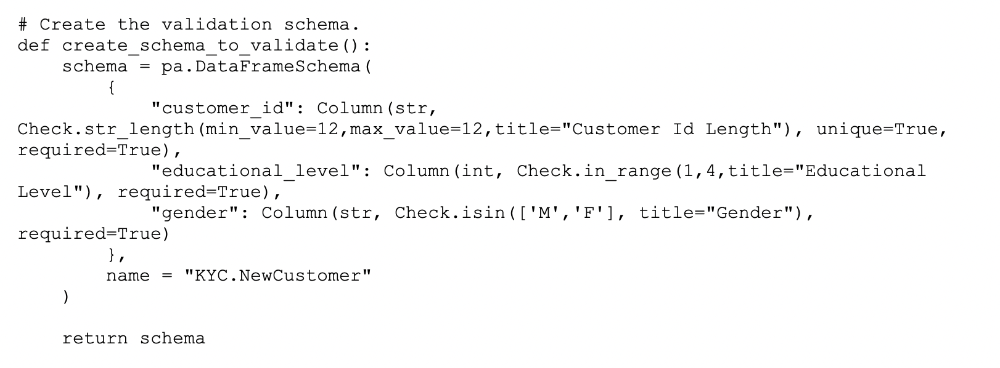 # Create the validation schema.
def create_schema_to_validate():
    schema = pa.DataFrameSchema(
        {
            "customer_id": Column(str,
Check.str_length(min_value=12,max_value=12,title="Customer Id Length"), unique=True,
required=True),
            "educational_level": Column(int, Check.in_range(1,4,title="Educational
Level"), required=True),
            "gender": Column(str, Check.isin(['M','F'], title="Gender"),
required=True)
        },
        name = "KYC.NewCustomer"
    )

    return schema